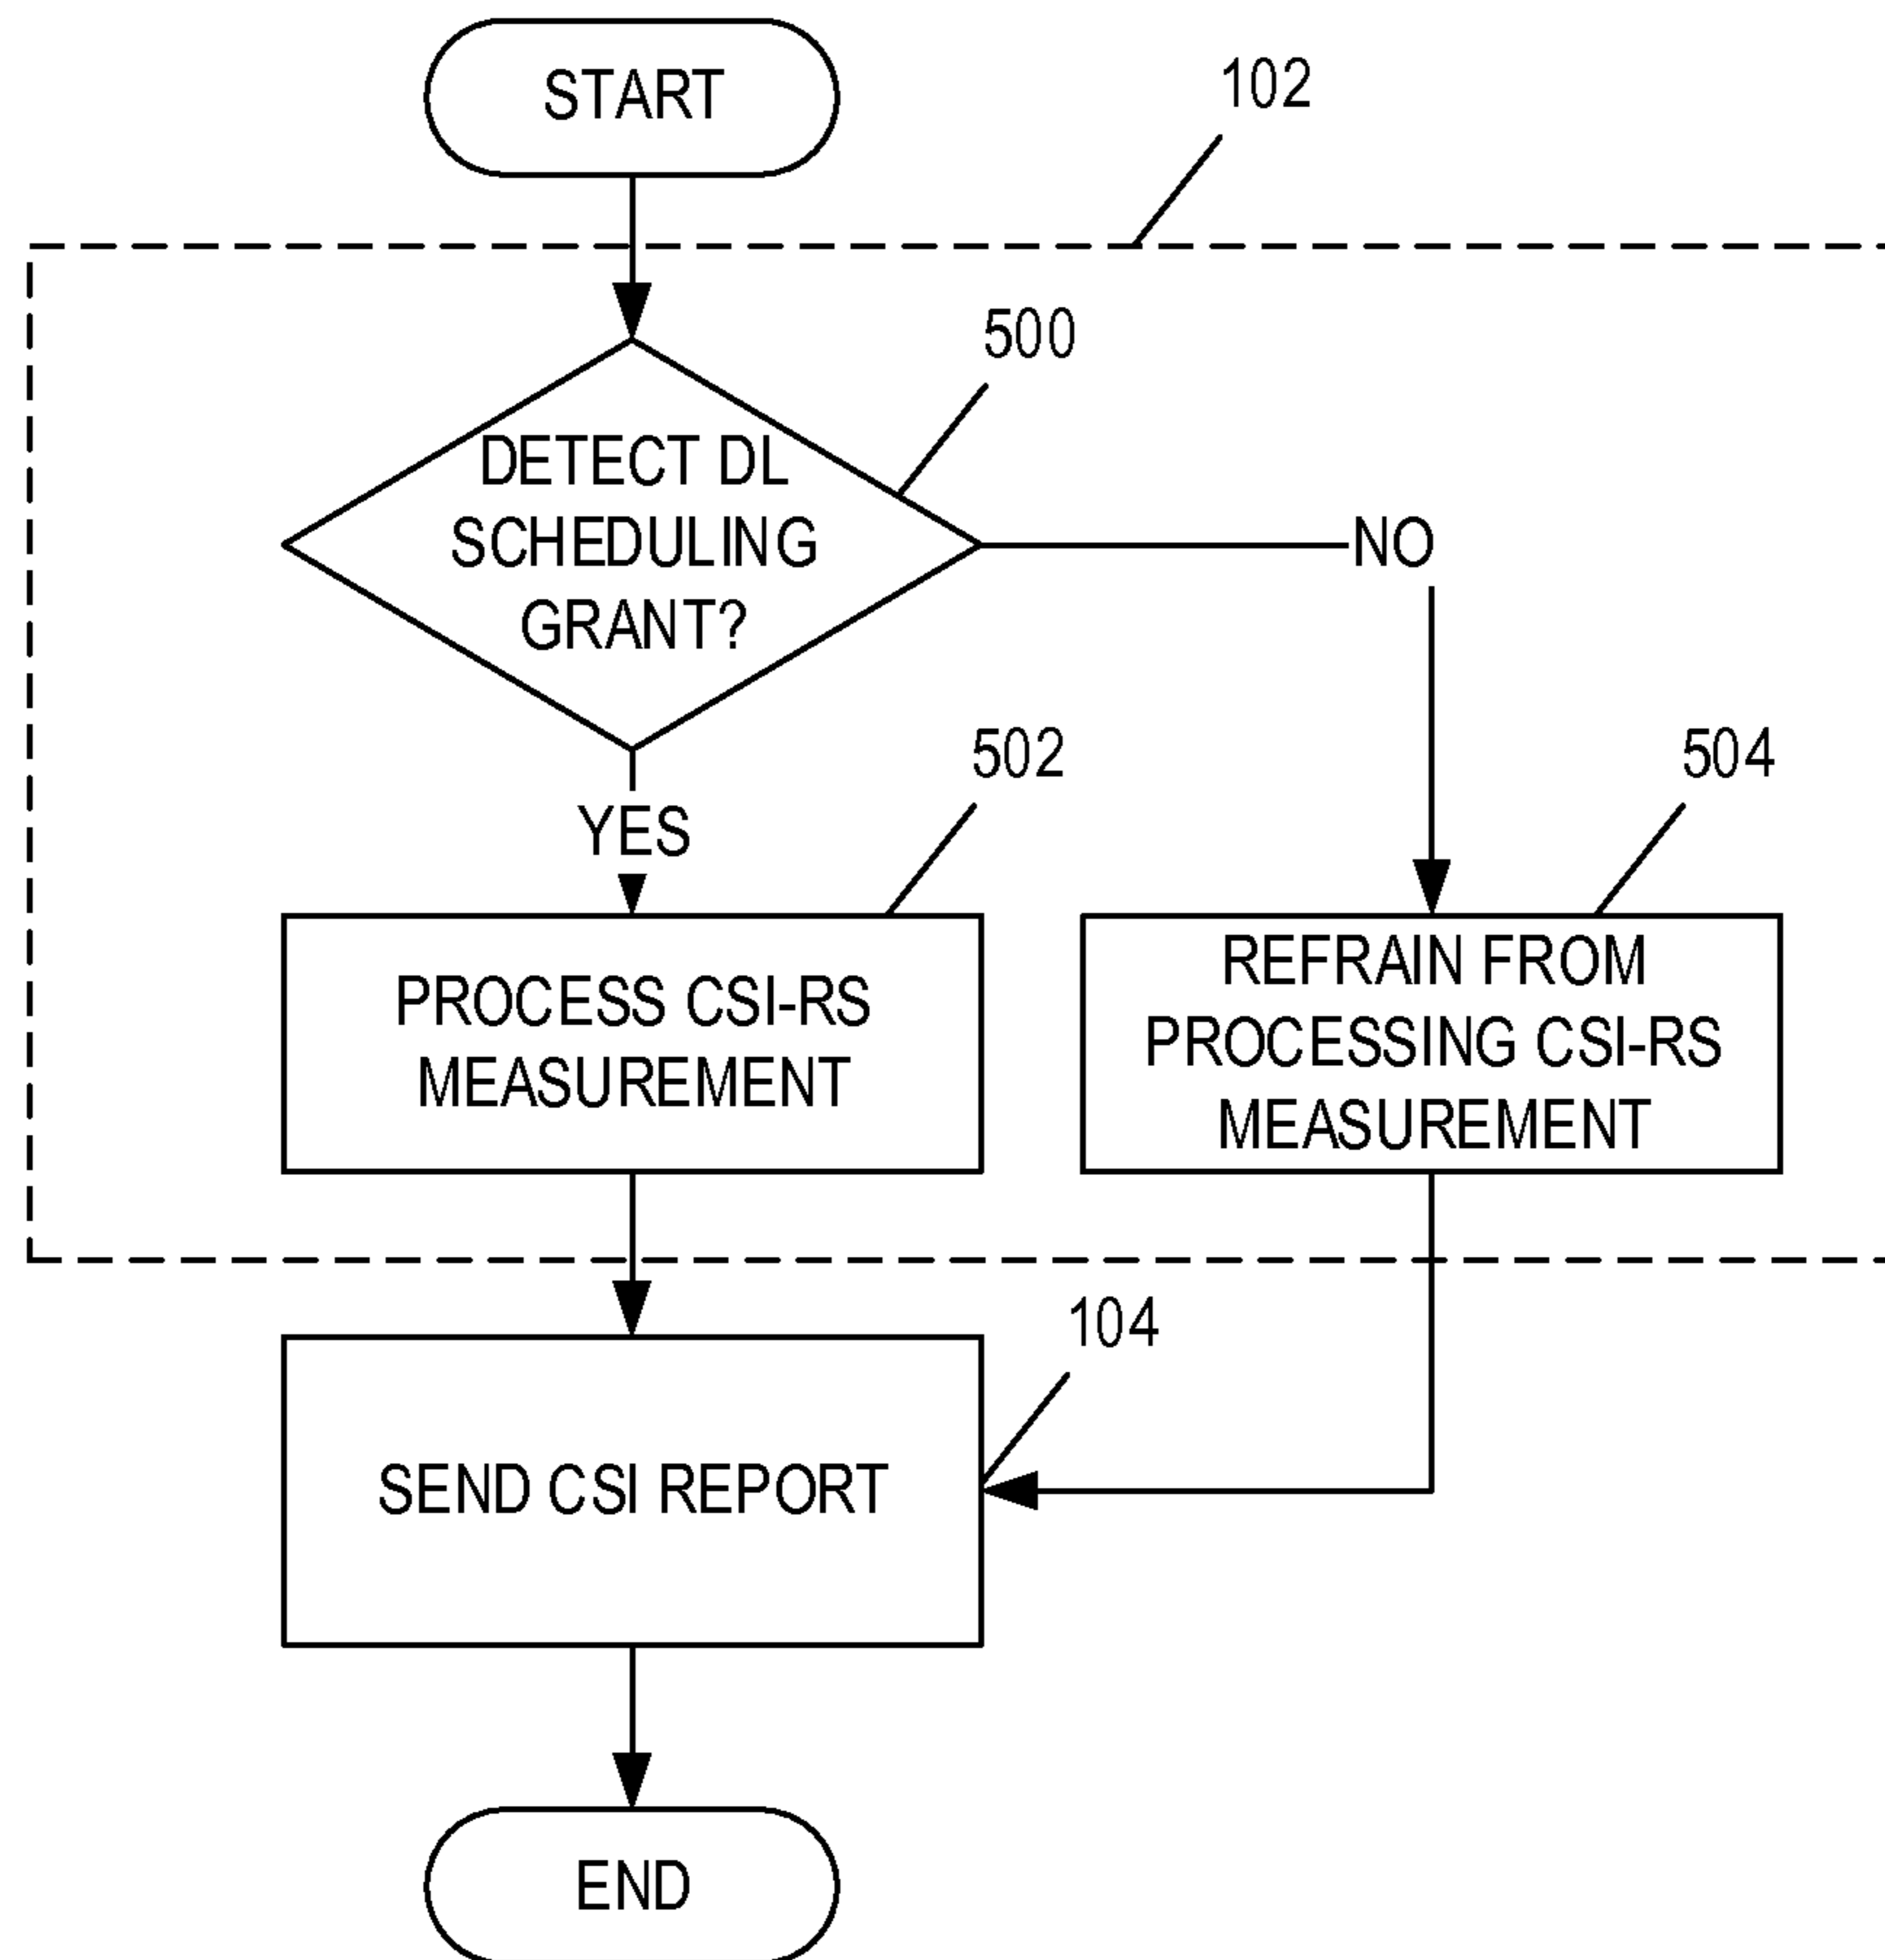 START
102
500
DETECT DL
SCHEDULING
GRANT?
NO
502
504
YES
PROCESS CSI-RS
MEASUREMENT
REFRAIN FROM
PROCESSING CSI-RS
MEASUREMENT
104
SEND CSI REPORT
END